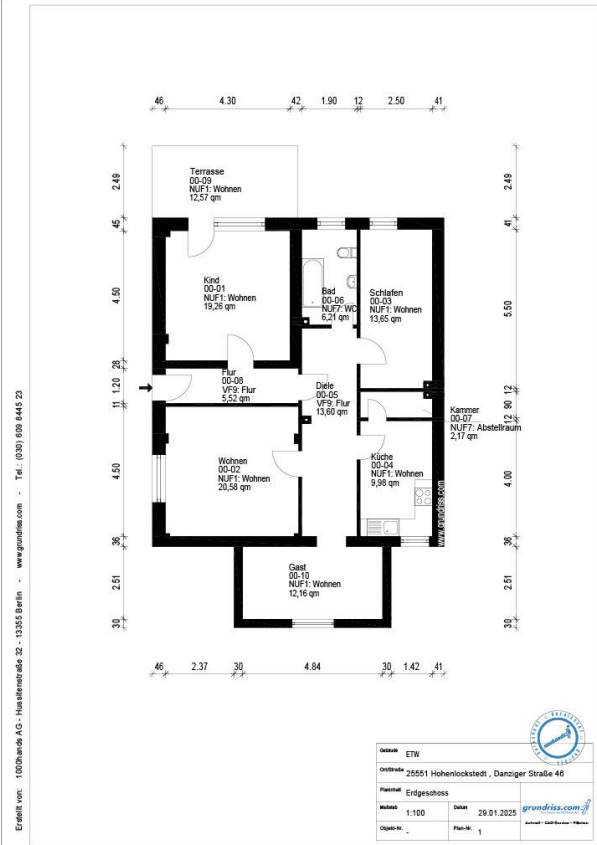 46 4.30 42 1.90 12 2.50 41
2.49
45
4.50
28
1.20
11
4.50
36
2.51
30
2.49
41
5.50
12
90
12
4.00
36
2.51
30
Terrasse
00-09
NUF1: Wohnen
12,57 qm
Kind
00-01
NUF1: Wohnen
19,26 qm
Bad
00-06
NUF7: WC
6,21 qm
Schlafen
00-03
NUF1: Wohnen
13,65 qm
Flur
00-08
VF9: Flur
5,52 qm
Diele
00-05
VF9: Flur
13,60 qm
Kammer
00-07
NUF7: Abstellraum
2,17 qm
Wohnen
00-02
NUF1: Wohnen
20,58 qm
Küche
00-04
NUF1: Wohnen
9,98 qm
www.grundriss.com
Gast
00-10
NUF1: Wohnen
12,16 qm
46 2.37 30 4.84 30 1.42 41
Erstellt von: 1000hands AG - Hussitenstraße 32 - 13355 Berlin - www.grundriss.com - Tel.: (030) 609 8445 23
Gebäude ETW
Ort/Straße 25551 Hohenlockstedt , Danziger Straße 46
Planinhalt Erdgeschoss
Maßstab 1:100 Datum 29.01.2025
Objekt-Nr. - Plan-Nr. 1
grundriss.com